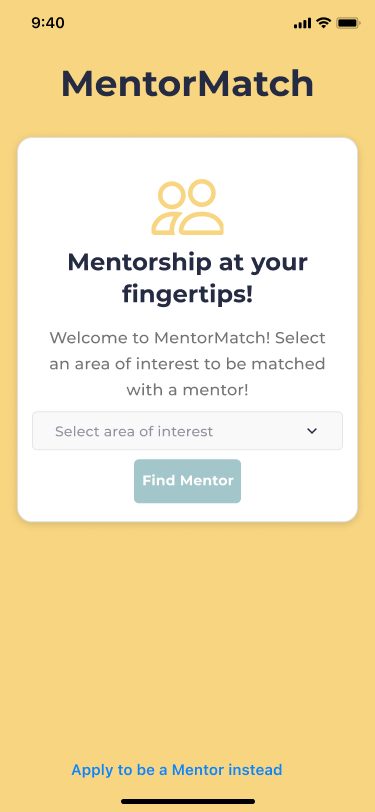 9:40
MentorMatch
Mentorship at your
fingertips!
Welcome to MentorMatch! Select
an area of interest to be matched
with a mentor!
Select area of interest
Find Mentor
Apply to be a Mentor instead